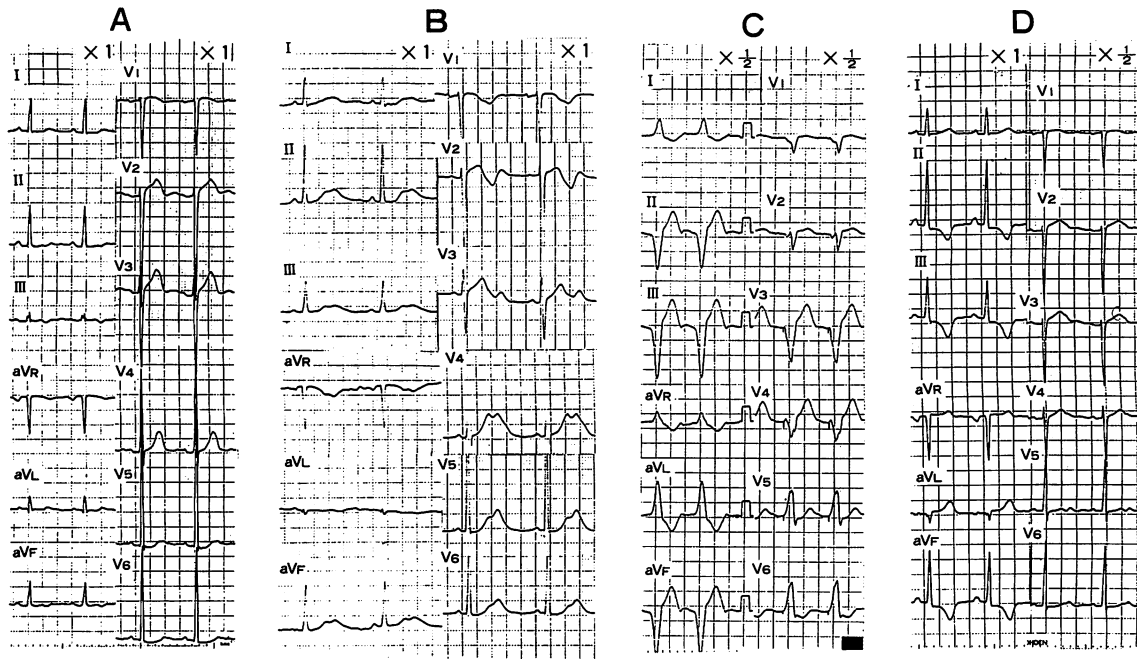 A
× 1
× 1
I
V1
II
V2
III
V3
aVR
V4
aVL
V5
aVF
V6
B
× 1
× 1
I
V1
II
V2
III
V3
aVR
V4
aVL
V5
aVF
V6
C
× 1/2
× 1/2
I
V1
II
V2
III
V3
aVR
V4
aVL
V5
aVF
V6
D
× 1
× 1/2
I
V1
II
V2
III
V3
aVR
V4
aVL
V5
aVF
V6